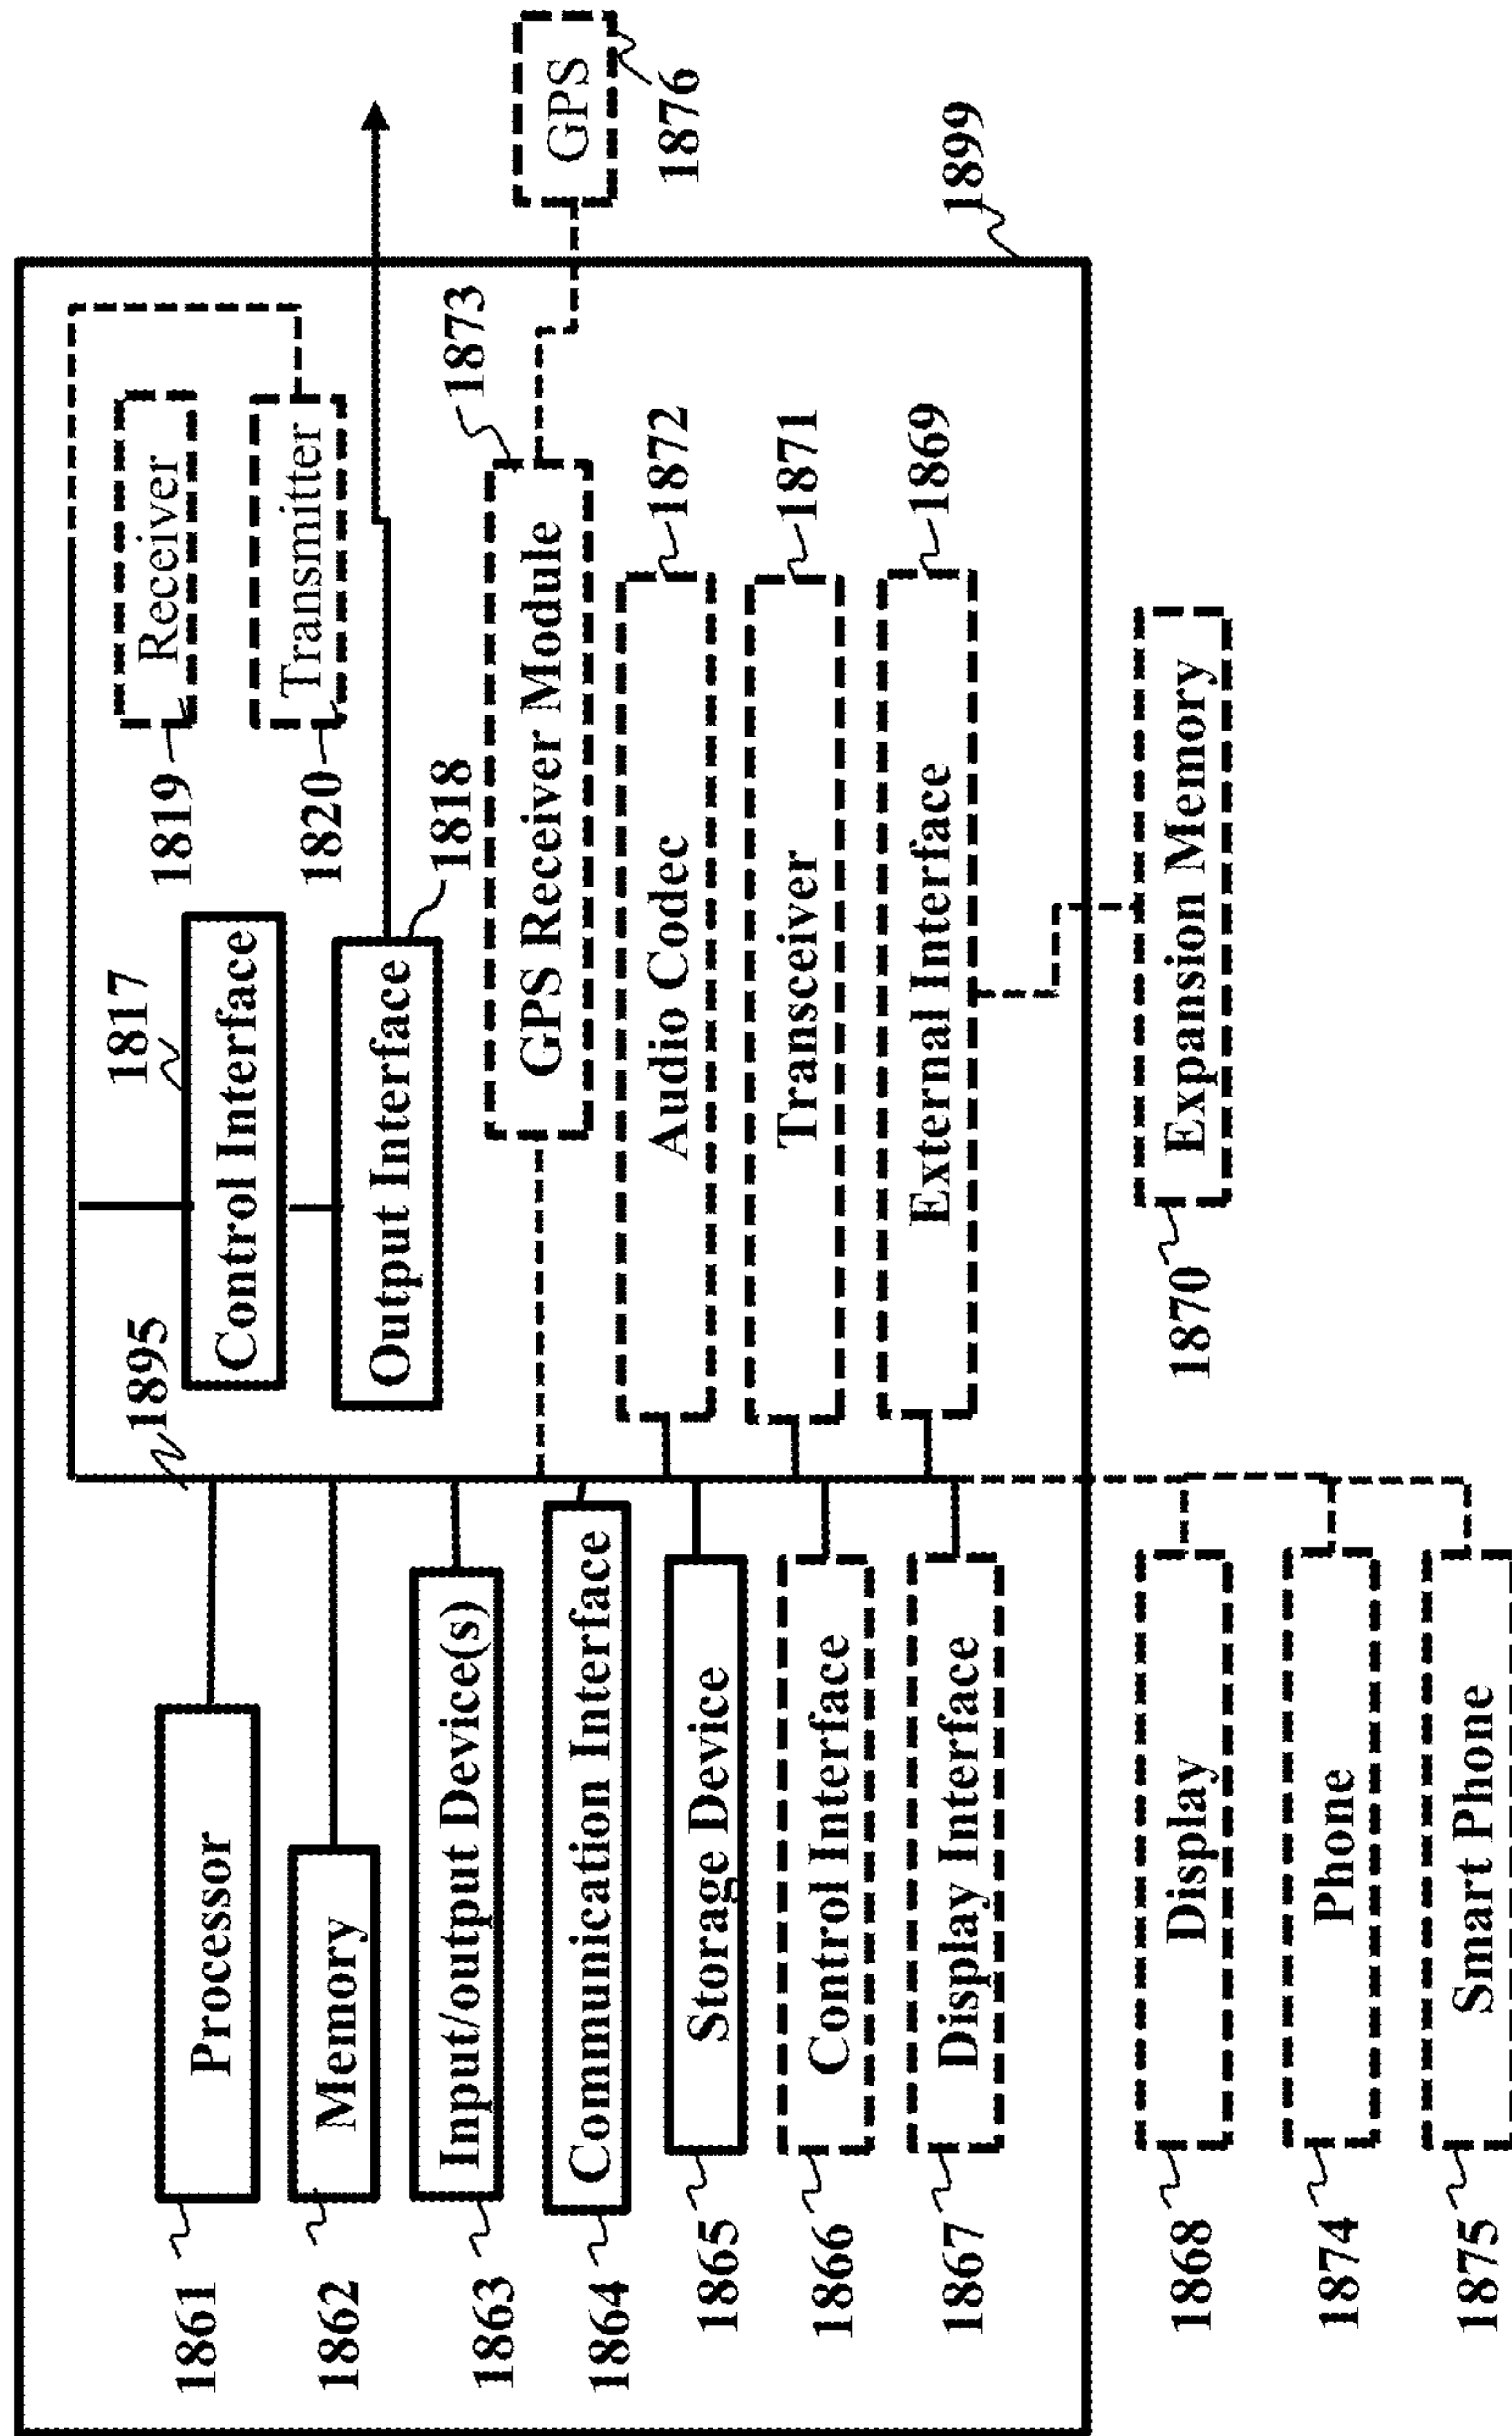 1861
Processor
1862
Memory
1863
Input/output Device(s)
1864
Communication Interface
1865
Storage Device
1866
Control Interface
1867
Display Interface
1868
Display
1874
Phone
1875
Smart Phone
1895
1817
Control Interface
Output Interface
1818
1819
Receiver
1820
Transmitter
1873
GPS Receiver Module
GPS
1876
Audio Codec
1872
Transceiver
1871
External Interface
1869
1899
1870
Expansion Memory